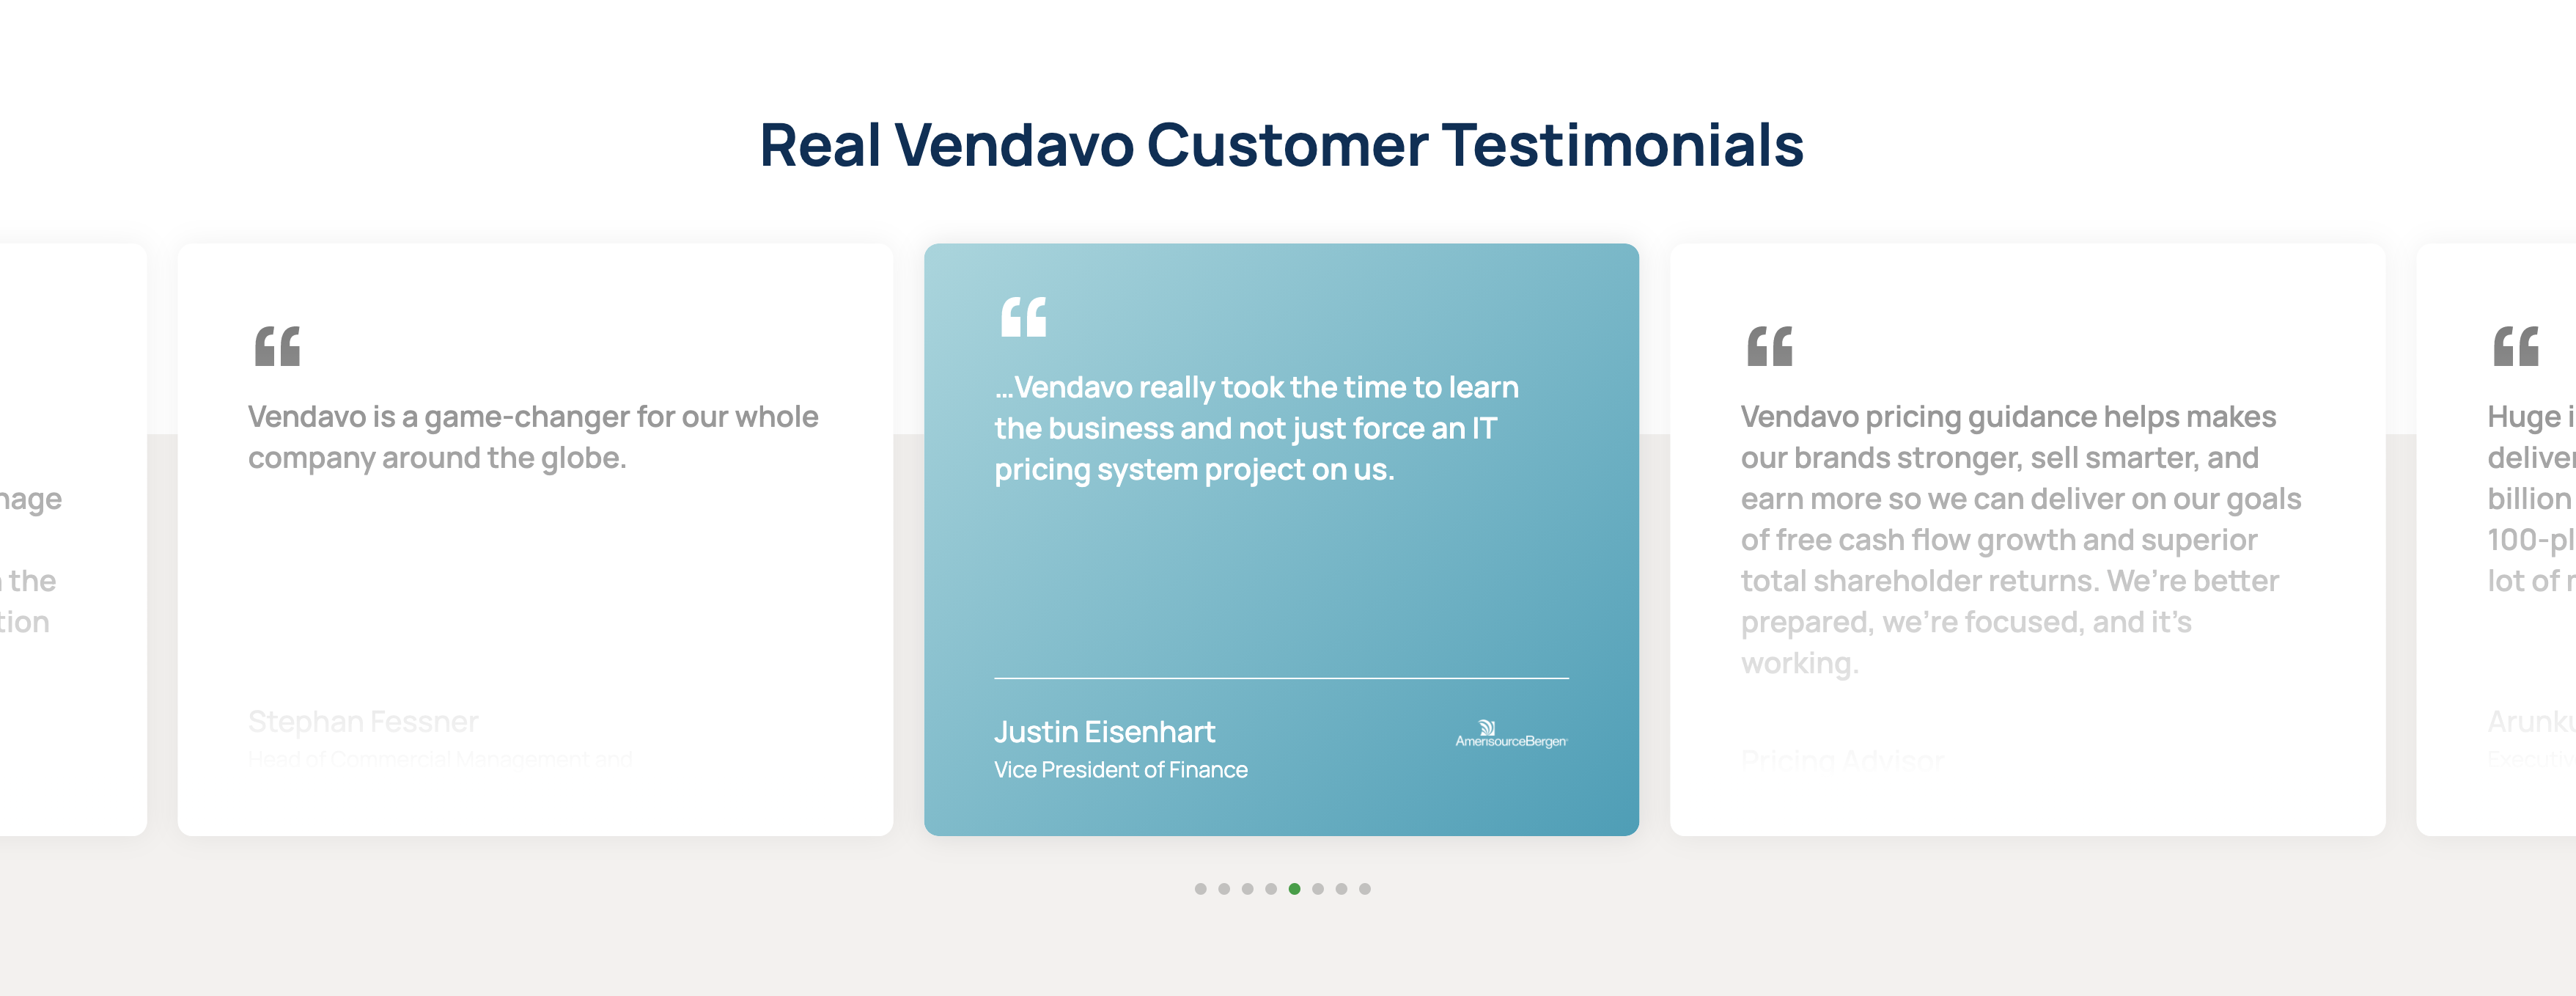 Real Vendavo Customer Testimonials
nage
the
tion
“
Vendavo is a game-changer for our whole
company around the globe.
Stephan Fessner
Head of Commercial Management and
“
...Vendavo really took the time to learn
the business and not just force an IT
pricing system project on us.
Justin Eisenhart
Vice President of Finance
AmerisourceBergen
“
Vendavo pricing guidance helps makes
our brands stronger, sell smarter, and
earn more so we can deliver on our goals
of free cash flow growth and superior
total shareholder returns. We’re better
prepared, we’re focused, and it’s
working.
Pricing Advisor
“
Huge i
deliver
billion
100-pl
lot of
Arunku
Executiv